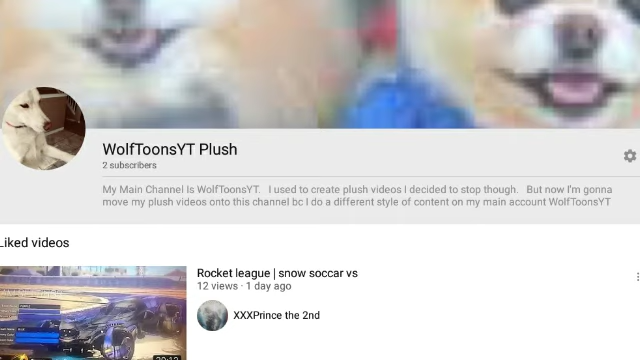 WolfToonsYT Plush
2 subscribers
My Main Channel Is WolfToonsYT.   I used to create plush videos I decided to stop though.   But now I'm gonna
move my plush videos onto this channel bc I do a different style of content on my main account WolfToonsYT
Liked videos
Rocket league | snow soccar vs
12 views · 1 day ago
XXXPrince the 2nd